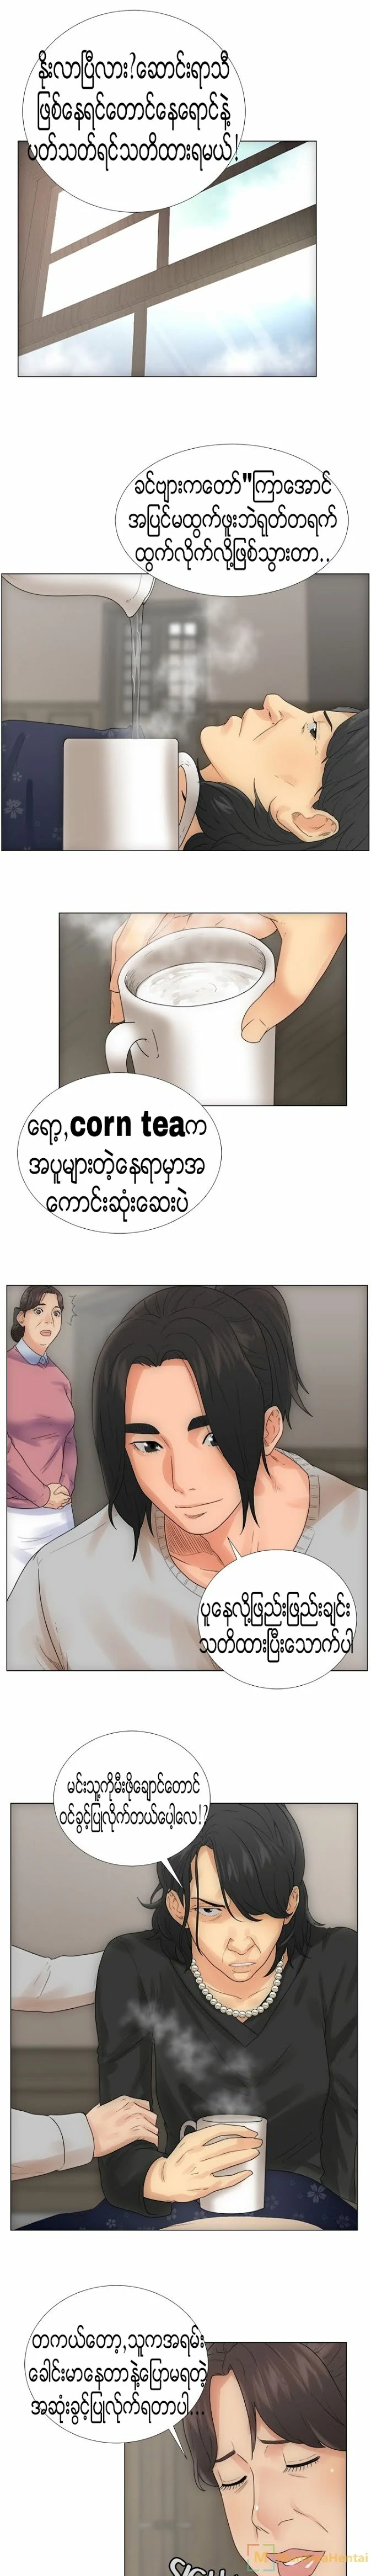 နိုးလာပြီလား?ဆောင်းရာသီ
ဖြစ်နေရင်တောင်နေရောင်နဲ့
ပတ်သတ်ရင်သတိထားရမယ်!
ခင်ဗျားကတော်"ကြာအောင်
အပြင်မထွက်ဖူးဘဲရုတ်တရက်
ထွက်လိုက်လို့ဖြစ်သွားတာ..
ရော့,corn teaက
အပူများတဲ့နေရာမှာအ
ကောင်းဆုံးဆေးပဲ
ပူနေလို့ဖြည်းဖြည်းချင်း
သတိထားပြီးသောက်ပါ
မင်းသူ့ကိုမီးဖိုချောင်တောင်
ဝင်ခွင့်ပြုလိုက်တယ်ပေါ့လေ!?
တကယ်တော့,သူကအရမ်း
ခေါင်းမာနေတာနဲ့ပြောမရတဲ့
အဆုံးခွင့်ပြုလိုက်ရတာပါ...